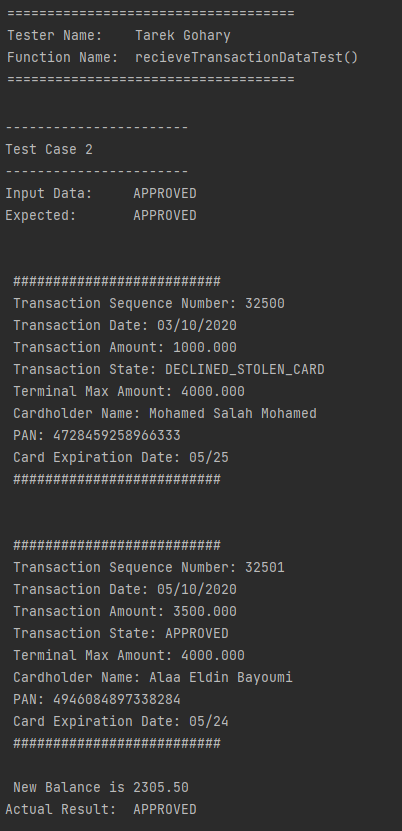 ====================================
Tester Name:    Tarek Gohary
Function Name:  recieveTransactionDataTest()
====================================
-----------------------
Test Case 2
-----------------------
Input Data:     APPROVED
Expected:       APPROVED
##########################
Transaction Sequence Number: 32500
Transaction Date: 03/10/2020
Transaction Amount: 1000.000
Transaction State: DECLINED_STOLEN_CARD
Terminal Max Amount: 4000.000
Cardholder Name: Mohamed Salah Mohamed
PAN: 4728459258966333
Card Expiration Date: 05/25
##########################
##########################
Transaction Sequence Number: 32501
Transaction Date: 05/10/2020
Transaction Amount: 3500.000
Transaction State: APPROVED
Terminal Max Amount: 4000.000
Cardholder Name: Alaa Eldin Bayoumi
PAN: 4946084897338284
Card Expiration Date: 05/24
##########################
New Balance is 2305.50
Actual Result:  APPROVED